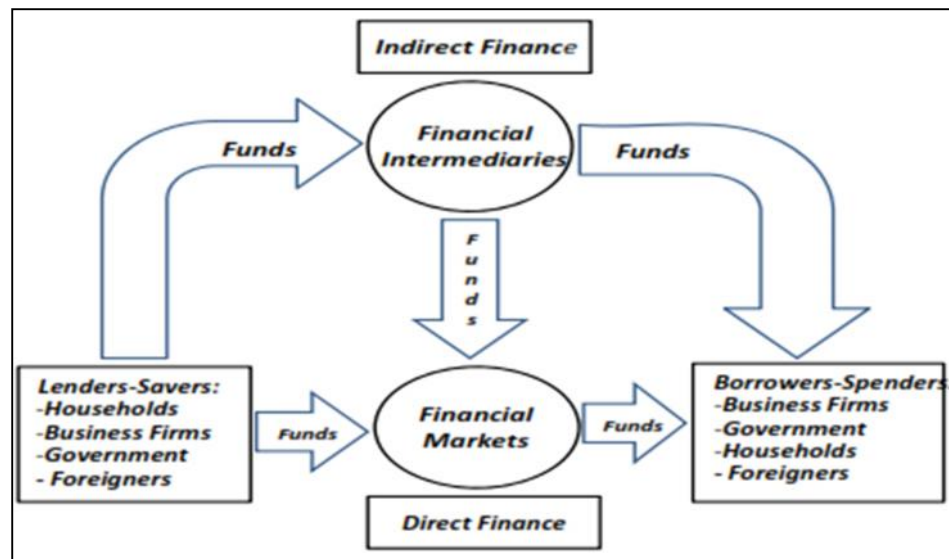 Indirect Finance
Financial
Intermediaries
Funds
Funds
Funds
Lenders-Savers:
-Households
-Business Firms
-Government
- Foreigners
Funds
Financial
Markets
Funds
Borrowers-Spenders
-Business Firms
-Government
-Households
- Foreigners
Direct Finance